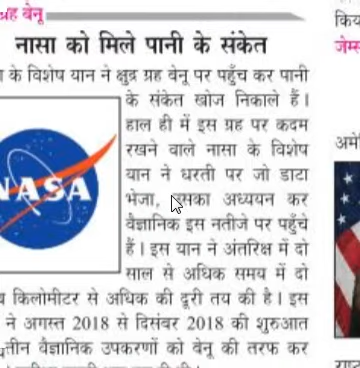 ग्रह बेनू
नासा को मिले पानी के संकेत
के विशेष यान ने क्षुद्र ग्रह बेनू पर पहुँच कर पानी
के संकेत खोज निकाले हैं।
हाल ही में इस ग्रह पर कदम
रखने वाले नासा के विशेष
यान ने धरती पर जो डाटा
भेजा, उसका अध्ययन कर
वैज्ञानिक इस नतीजे पर पहुँचे
हैं। इस यान ने अंतरिक्ष में दो
साल से अधिक समय में दो
किलोमीटर से अधिक की दूरी तय की है। इस
ने अगस्त 2018 से दिसंबर 2018 की शुरुआत
तीन वैज्ञानिक उपकरणों को बेनू की तरफ कर
NASA
किय
जेम्स
अमे